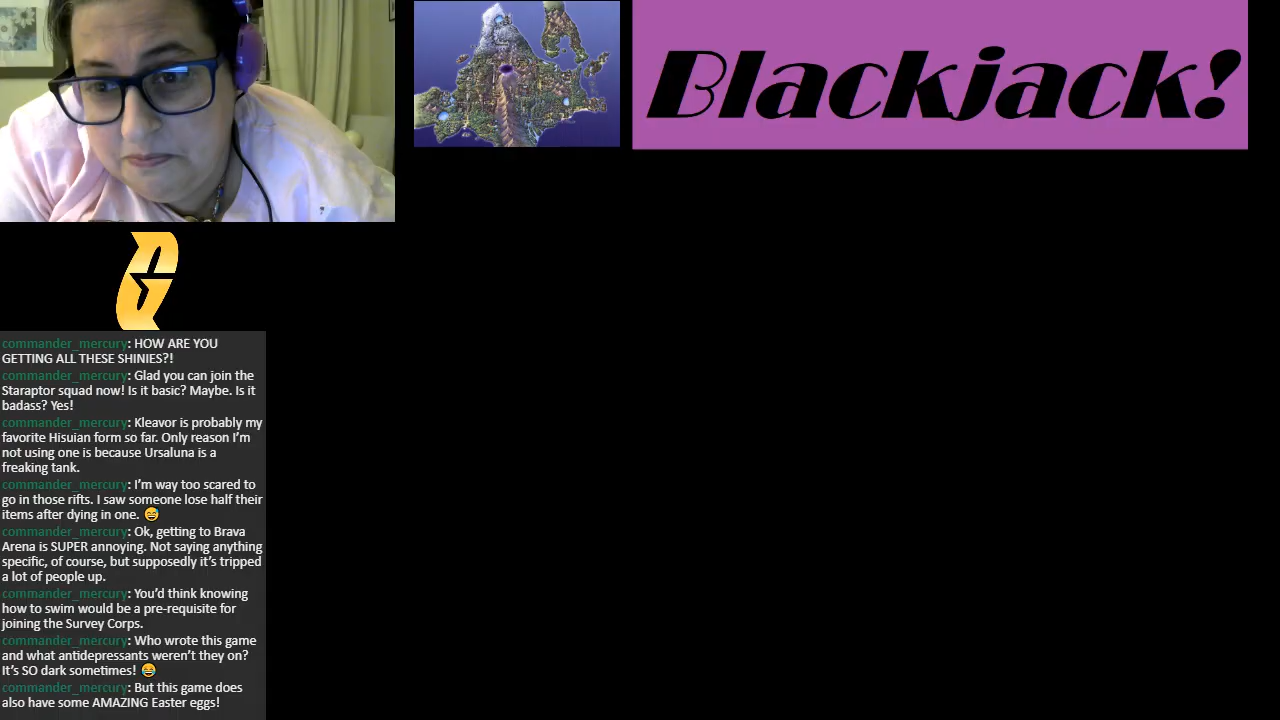 Blackjack!
commander_mercury: HOW ARE YOU
GETTING ALL THESE SHINIES?!
commander_mercury: Glad you can join the
Staraptor squad now! Is it basic? Maybe. Is it
badass? Yes!
commander_mercury: Kleavor is probably my
favorite Hisuian form so far. Only reason I'm
not using one is because Ursaluna is a
freaking tank.
commander_mercury: I'm way too scared to
go in those rifts. I saw someone lose half their
items after dying in one. 😅
commander_mercury: Ok, getting to Brava
Arena is SUPER annoying. Not saying anything
specific, of course, but supposedly it's tripped
a lot of people up.
commander_mercury: You'd think knowing
how to swim would be a pre-requisite for
joining the Survey Corps.
commander_mercury: Who wrote this game
and what antidepressants weren't they on?
It's SO dark sometimes! 😂
commander_mercury: But this game does
also have some AMAZING Easter eggs!